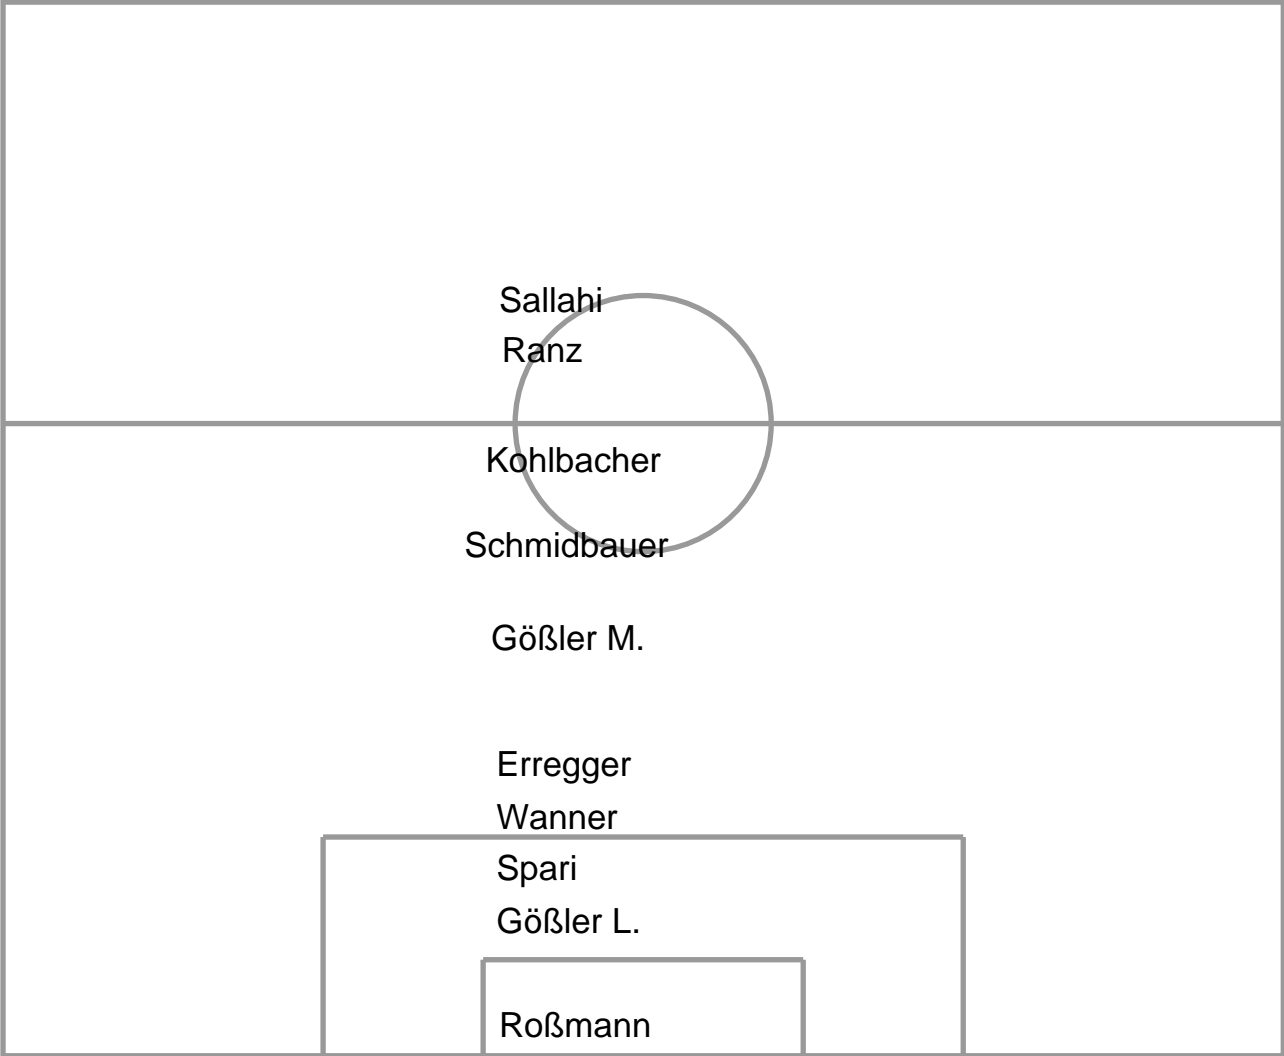 Sallahi
Ranz
Kohlbacher
Schmidbauer
Gößler M.
Erregger
Wanner
Spari
Gößler L.
Roßmann